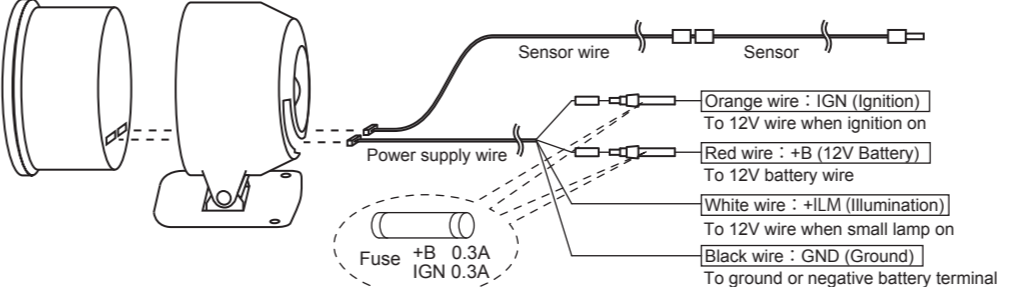 Sensor wire
Sensor
Orange wire：IGN (Ignition)
To 12V wire when ignition on
Power supply wire
Red wire：+B (12V Battery)
To 12V battery wire
White wire：+ILM (Illumination)
To 12V wire when small lamp on
Fuse +B 0.3A
IGN 0.3A
Black wire：GND (Ground)
To ground or negative battery terminal